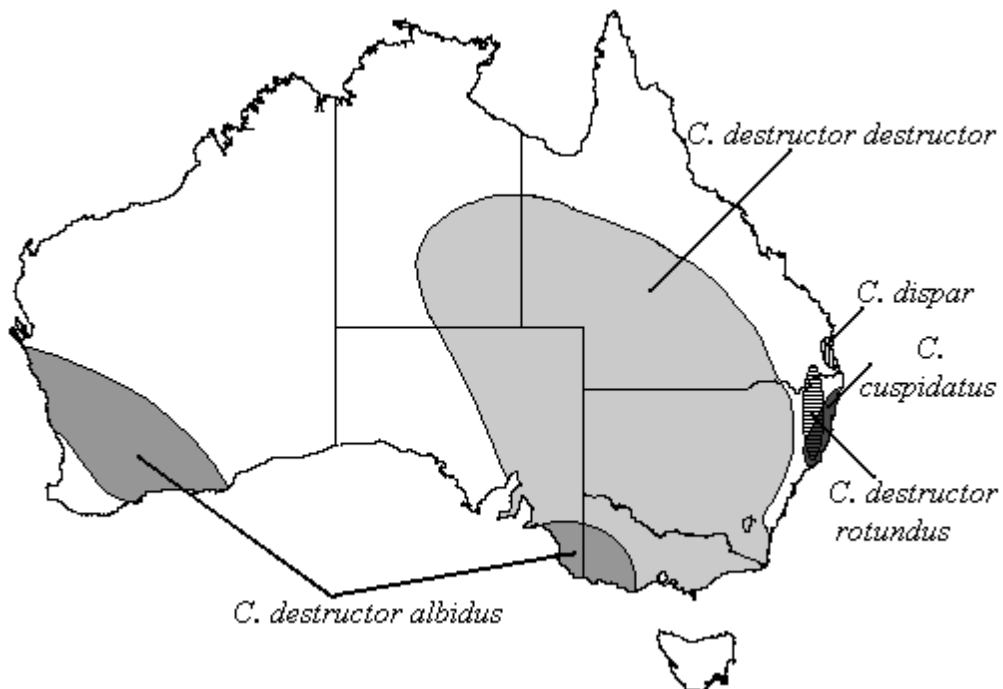 C. destructor destructor
C. dispar
C.
cuspidatus
C. destructor
rotundus
C. destructor albidus